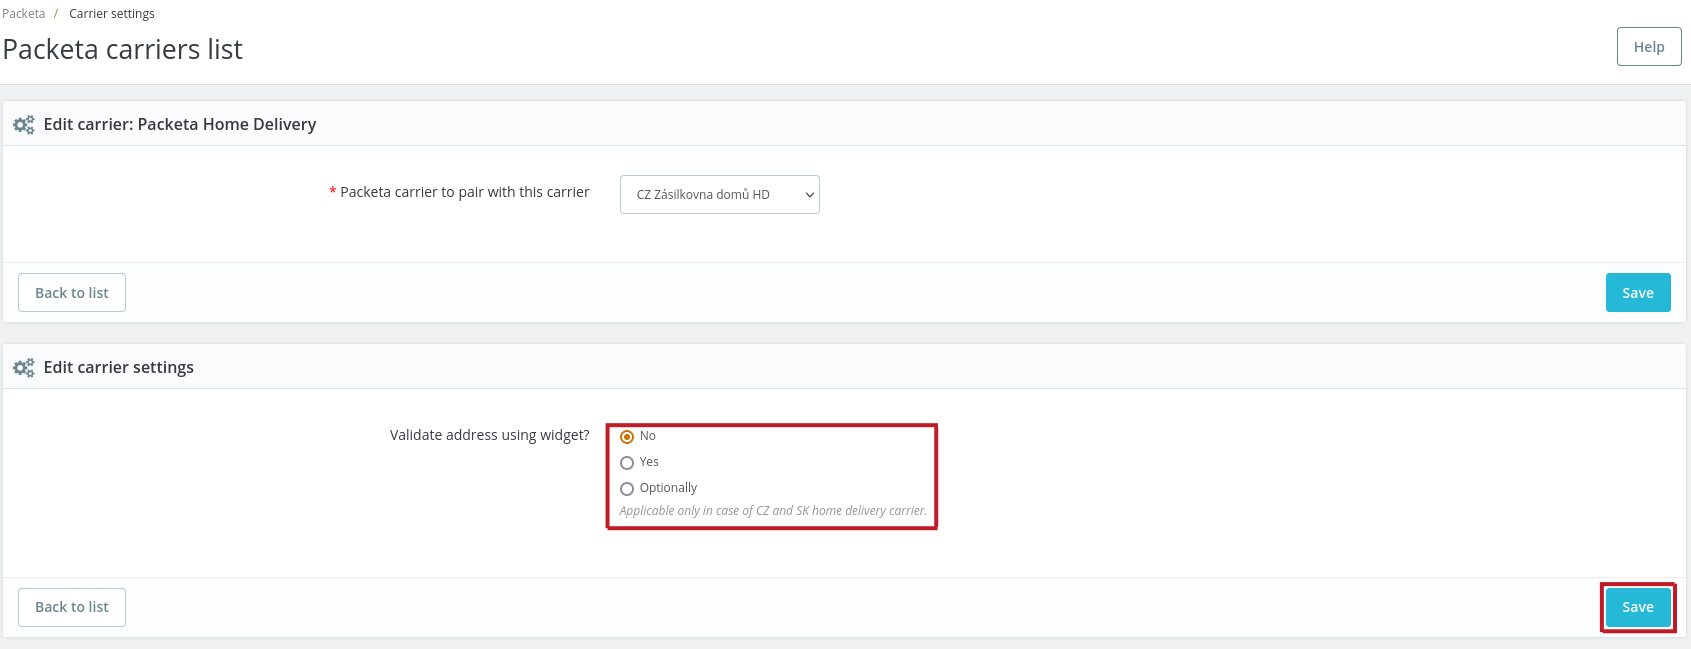 Packeta / Carrier settings
Packeta carriers list
Help
Edit carrier: Packeta Home Delivery
* Packeta carrier to pair with this carrier
CZ Zásilkovna domů HD
Back to list
Save
Edit carrier settings
Validate address using widget?
No
Yes
Optionally
Applicable only in case of CZ and SK home delivery carrier.
Back to list
Save